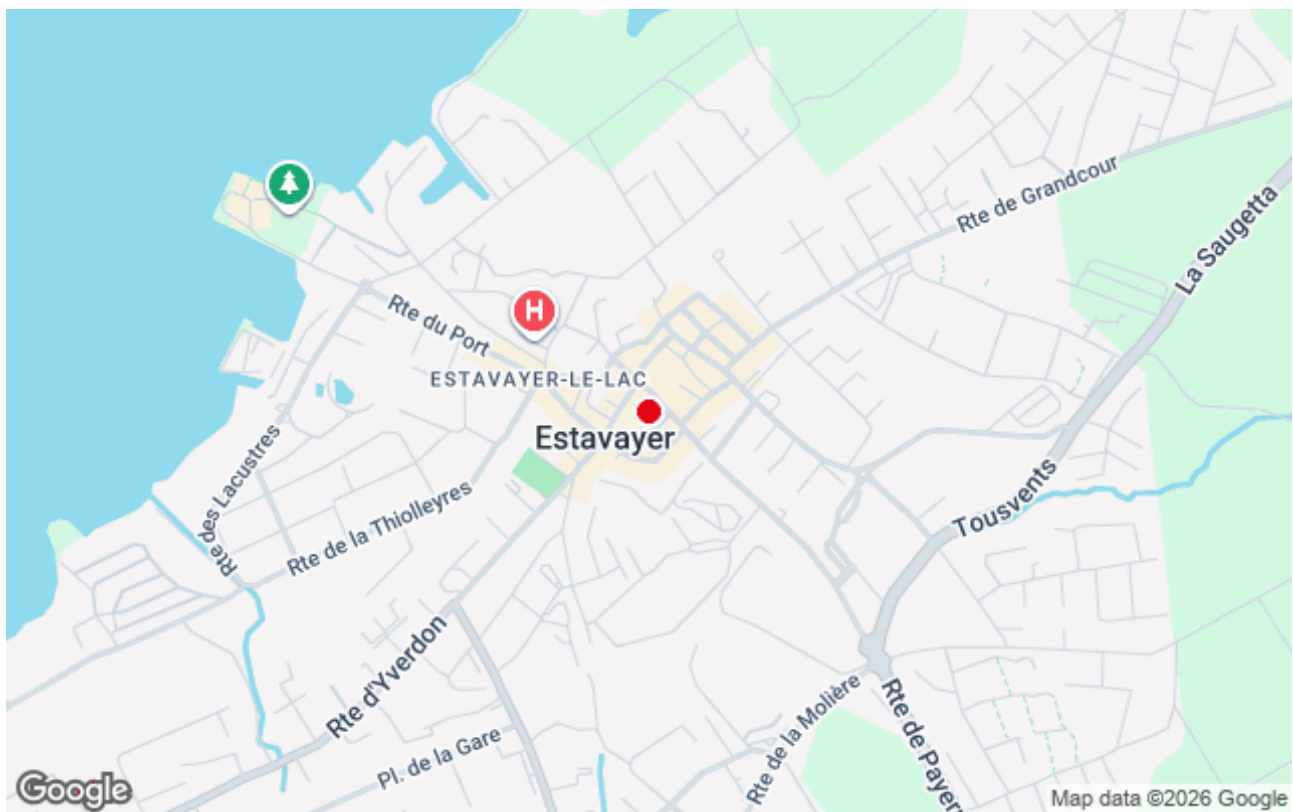 Rte de Grandcour
La Saugetta
H
Rte du Port
ESTAVAYER-LE-LAC
Estavayer
Rte des Lacustres
Rte de la Thiolleyres
Tousvents
Rte d'Yverdon
Pl. de la Gare
Rte de la Molière
Rte de Payern
Google
Map data ©2026 Google